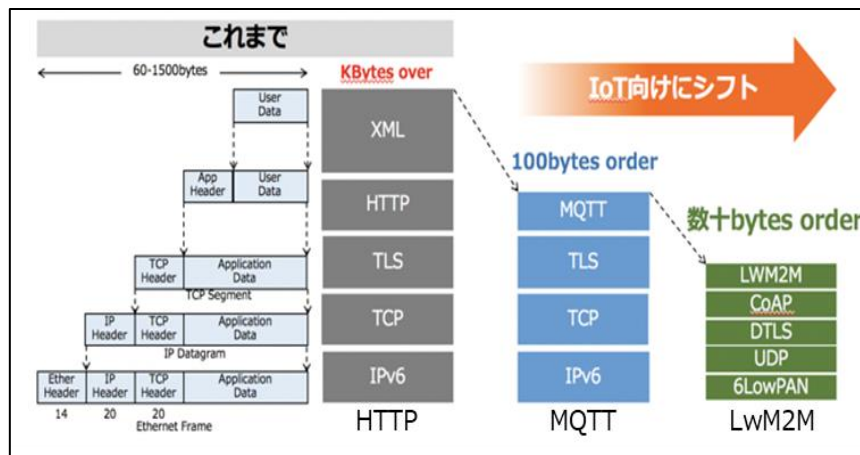 これまで
60-1500bytes
KBytes over
IoT向けにシフト
User
Data
XML
100bytes order
App
Header
User
Data
HTTP
MQTT
数十bytes order
TCP
Header
Application
Data
TCP Segment
TLS
TLS
LWM2M
CoAP
IP
Header
TCP
Header
Application
Data
IP Datagram
TCP
TCP
DTLS
UDP
Ether
Header
IP
Header
TCP
Header
Application
Data
IPv6
IPv6
6LowPAN
14
20
20
Ethernet Frame
HTTP
MQTT
LwM2M